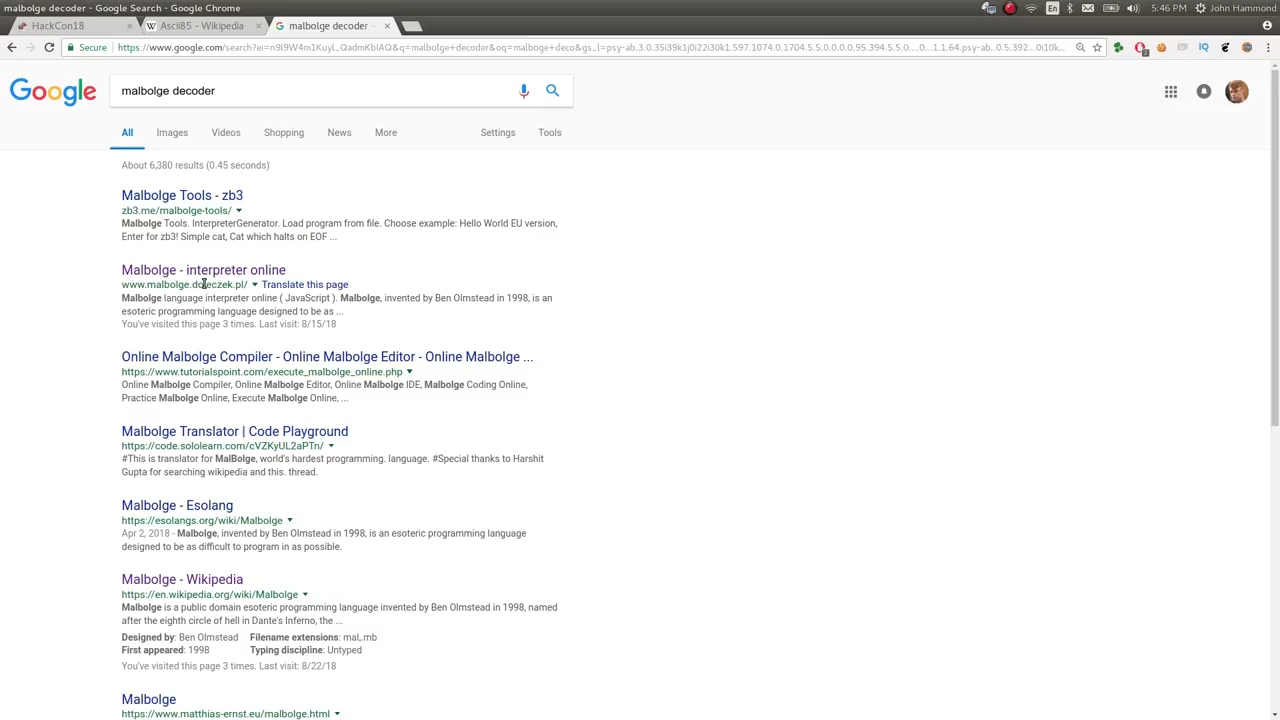 malbolge decoder - Google Search - Google Chrome
En
5:46 PM
John Hammond
HackCon18
Ascii85 - Wikipedia
malbolge decoder -
Secure
Google
malbolge decoder
All
Images
Videos
Shopping
News
More
Settings
Tools
About 6,380 results (0.45 seconds)
Malbolge Tools - zb3
zb3.me/malbolge-tools/
Malbolge Tools. InterpreterGenerator. Load program from file. Choose example: Hello World EU version,
Enter for zb3! Simple cat, Cat which halts on EOF ...
Malbolge - interpreter online
Translate this page
Malbolge language interpreter online ( JavaScript ). Malbolge, invented by Ben Olmstead in 1998, is an
esoteric programming language designed to be as ...
You've visited this page 3 times. Last visit: 8/15/18
Online Malbolge Compiler - Online Malbolge Editor - Online Malbolge ...
https://www.tutorialspoint.com/execute_malbolge_online.php
Online Malbolge Compiler, Online Malbolge Editor, Online Malbolge IDE, Malbolge Coding Online,
Practice Malbolge Online, Execute Malbolge Online, ...
Malbolge Translator | Code Playground
https://code.sololearn.com/cVZKyUL2aPTn/
#This is translator for MalBolge, world's hardest programming. language. #Special thanks to Harshit
Gupta for searching wikipedia and this. thread.
Malbolge - Esolang
https://esolangs.org/wiki/Malbolge
Apr 2, 2018 - Malbolge, invented by Ben Olmstead in 1998, is an esoteric programming language
designed to be as difficult to program in as possible.
Malbolge - Wikipedia
https://en.wikipedia.org/wiki/Malbolge
Malbolge is a public domain esoteric programming language invented by Ben Olmstead in 1998, named
after the eighth circle of hell in Dante's Inferno, the ...
Designed by: Ben Olmstead Filename extensions: mal,.mb
First appeared: 1998 Typing discipline: Untyped
You've visited this page 3 times. Last visit: 8/22/18
Malbolge
https://www.matthias-ernst.eu/malbolge.html